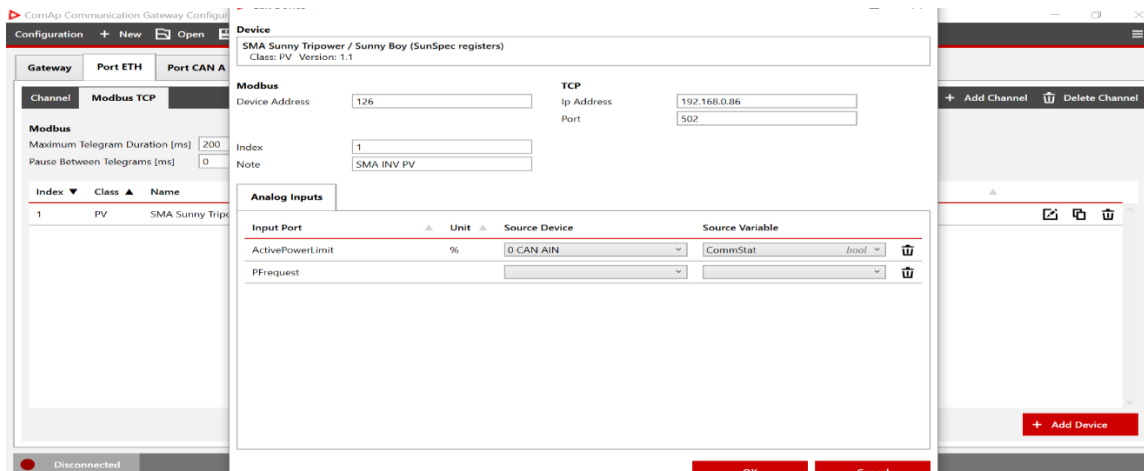 ComAp Communication Gateway Configur
Configuration + New Open
Gateway Port ETH Port CAN A
Channel Modbus TCP
+ Add Channel Delete Channel
Modbus
Maximum Telegram Duration [ms] 200
Pause Between Telegrams [ms] 0
Index ▼ Class ▲ Name
1 PV SMA Sunny Tripo
+ Add Device
Disconnected
Device
SMA Sunny Tripower / Sunny Boy (SunSpec registers)
Class: PV Version: 1.1
Modbus TCP
Device Address 126 Ip Address 192.168.0.86
Port 502
Index 1
Note SMA INV PV
Analog Inputs
Input Port Unit Source Device Source Variable
ActivePowerLimit % 0 CAN AIN CommStat bool
PFrequest